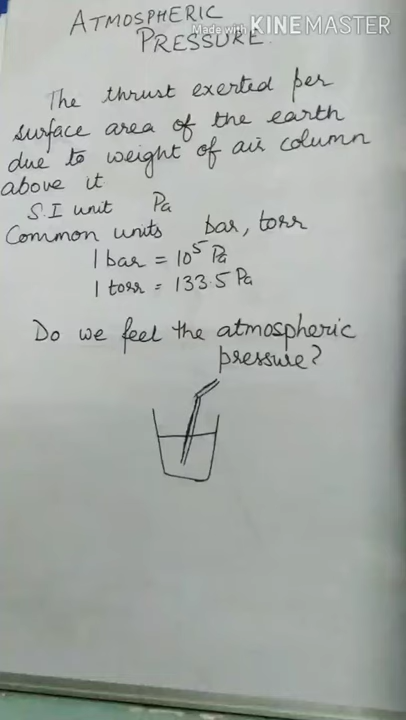 ATMOSPHERIC
Made with KINEMASTER
PRESSURE
The thrust exerted per
surface area of the earth
due to weight of air column
above it
S.I unit Pa
Common units bar, torr
1 bar = 10⁵ Pa
1 torr = 133.5 Pa
Do we feel the atmospheric
pressure?